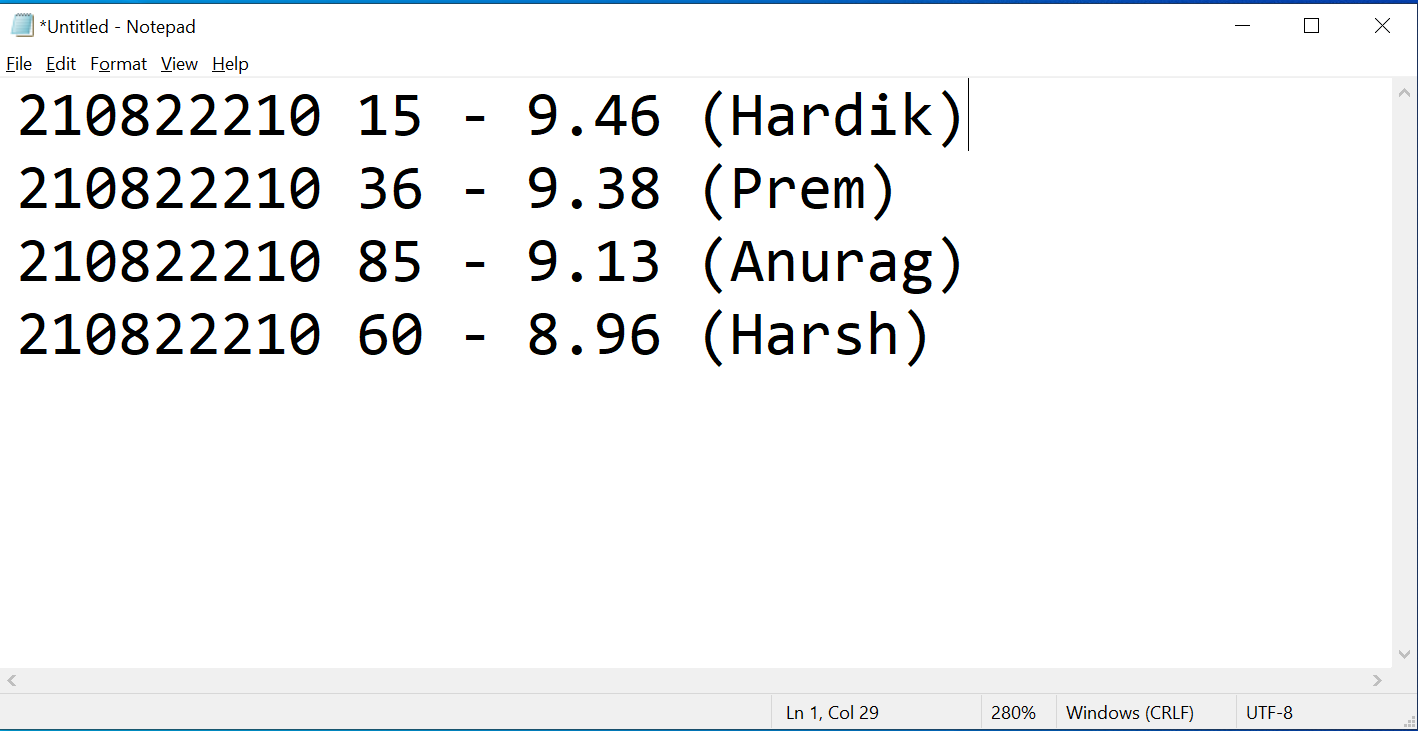 *Untitled - Notepad
File Edit Format View Help
210822210 15 - 9.46 (Hardik)
210822210 36 - 9.38 (Prem)
210822210 85 - 9.13 (Anurag)
210822210 60 - 8.96 (Harsh)
Ln 1, Col 29 280% Windows (CRLF) UTF-8